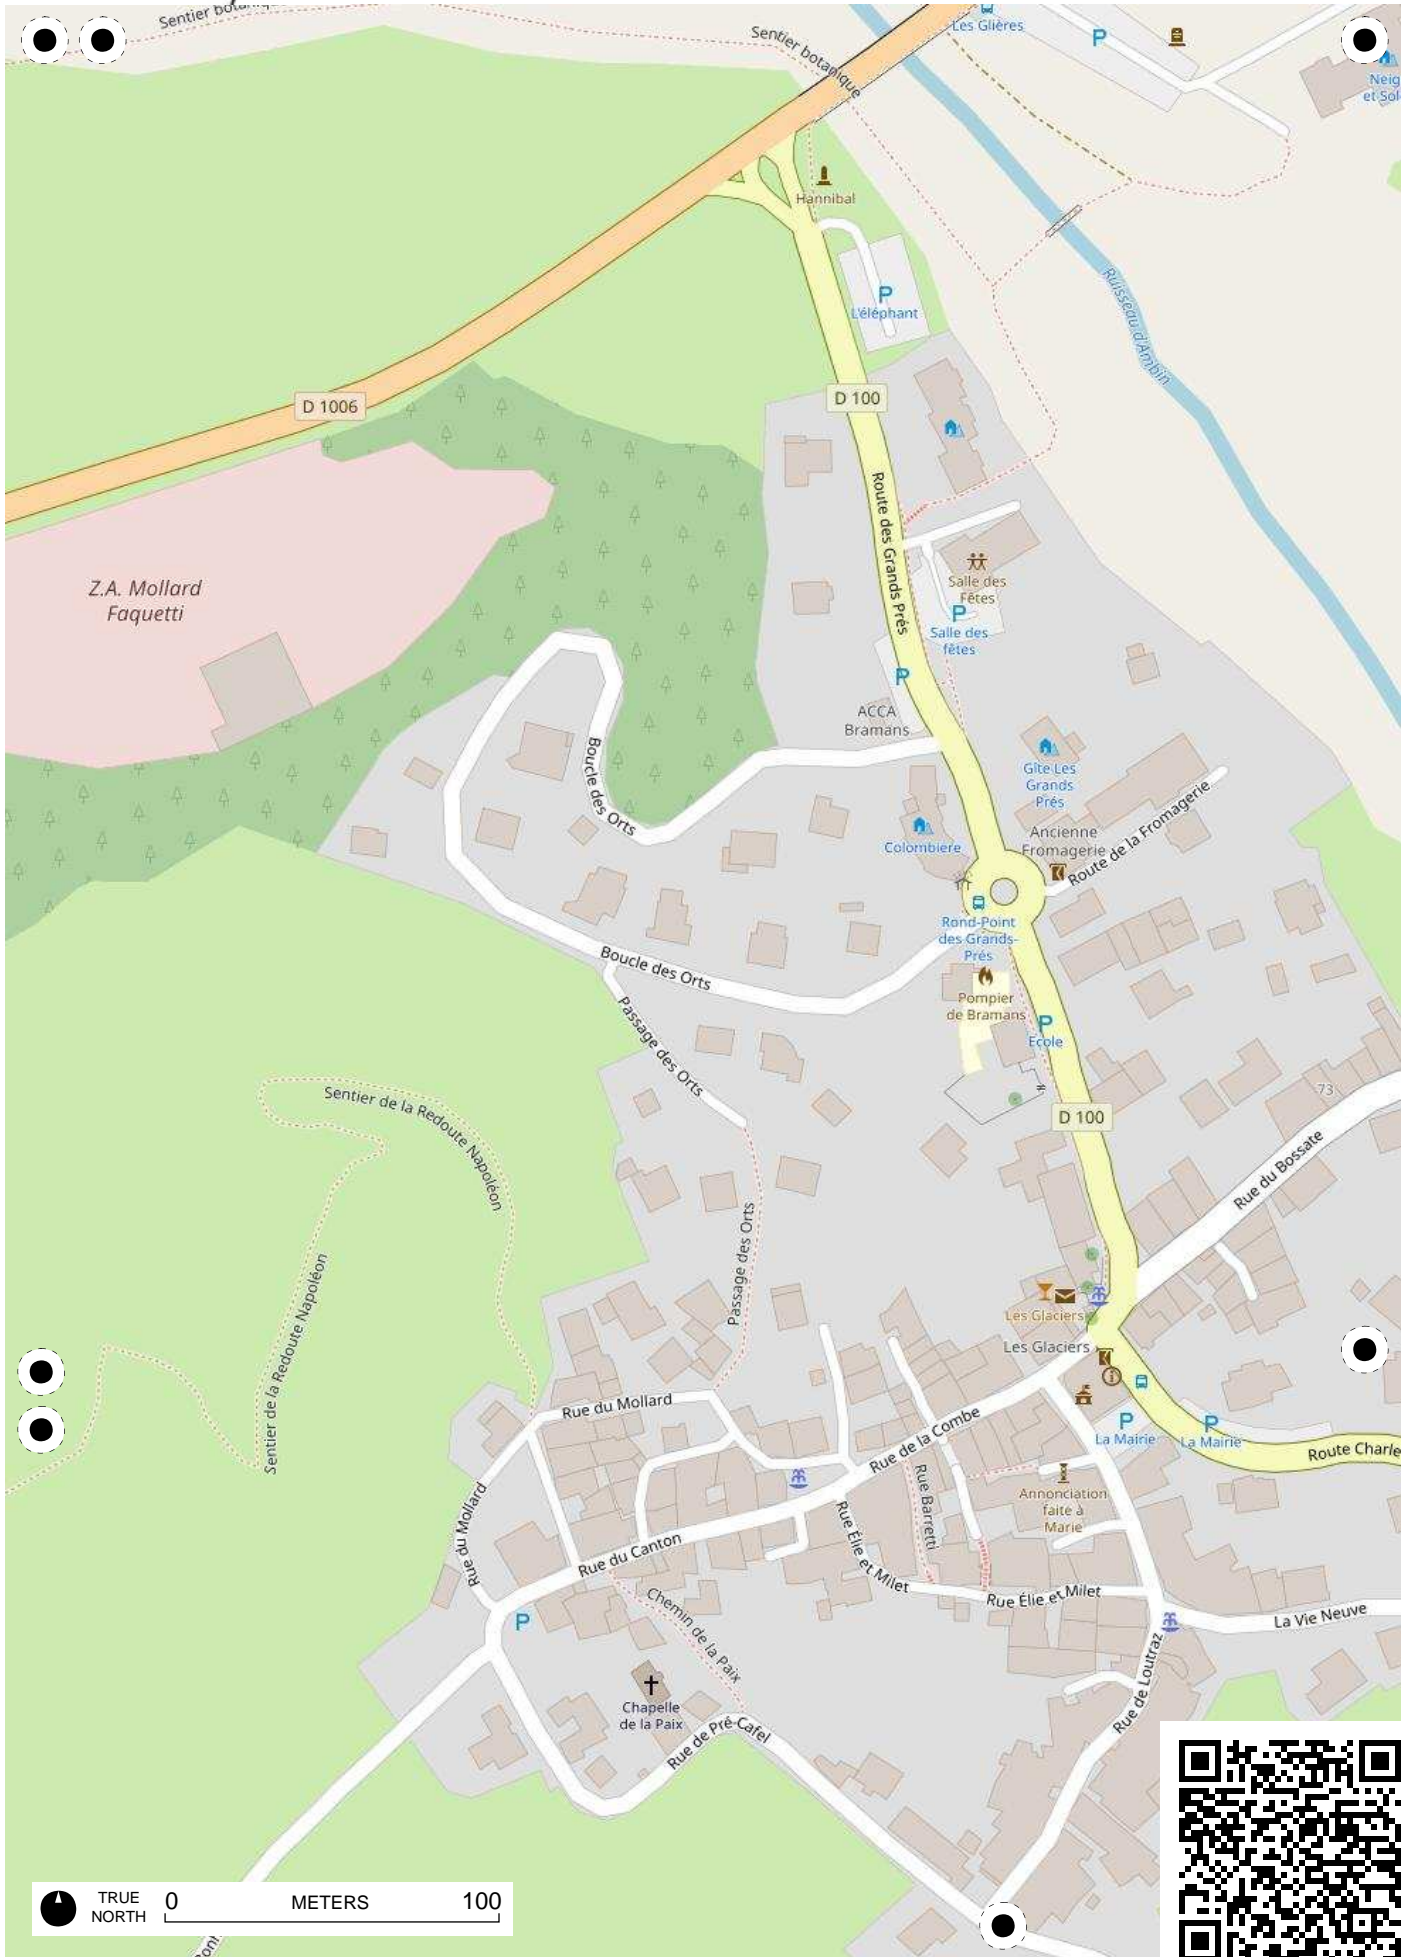 Sentier botanique
Les Glières
P
Neig
et Sol
Hannibal
P
L'éléphant
Ruisseau d'Ambin
D 1006
D 100
Route des Grands Prés
Z.A. Mollard
Faquetti
Salle des
Fêtes
P
Salle des
fêtes
P
ACCA
Bramans
Boucle des Orts
Gîte Les
Grands
Prés
Colombiere
Ancienne
Fromagerie
Route de la Fromagerie
Rond-Point
des Grands-
Prés
Boucle des Orts
Pompier
de Bramans
Passage des Orts
P
École
Sentier de la Redoute Napoléon
73
D 100
Rue du Bossate
Passage des Orts
Sentier de la Redoute Napoléon
Les Glaciers
Les Glaciers
Rue du Mollard
P
La Mairie
P
La Mairie
Route Charle
Rue de la Combe
Rue du Mollard
Rue Barretti
Annonciation
faite à
Marie
Rue du Canton
Rue Élie et Milet
Rue Élie et Milet
La Vie Neuve
P
Chemin de la Paix
Chapelle
de la Paix
Rue de Pré-Cafel
Rue de Loutraz
TRUE
NORTH
0 METERS 100